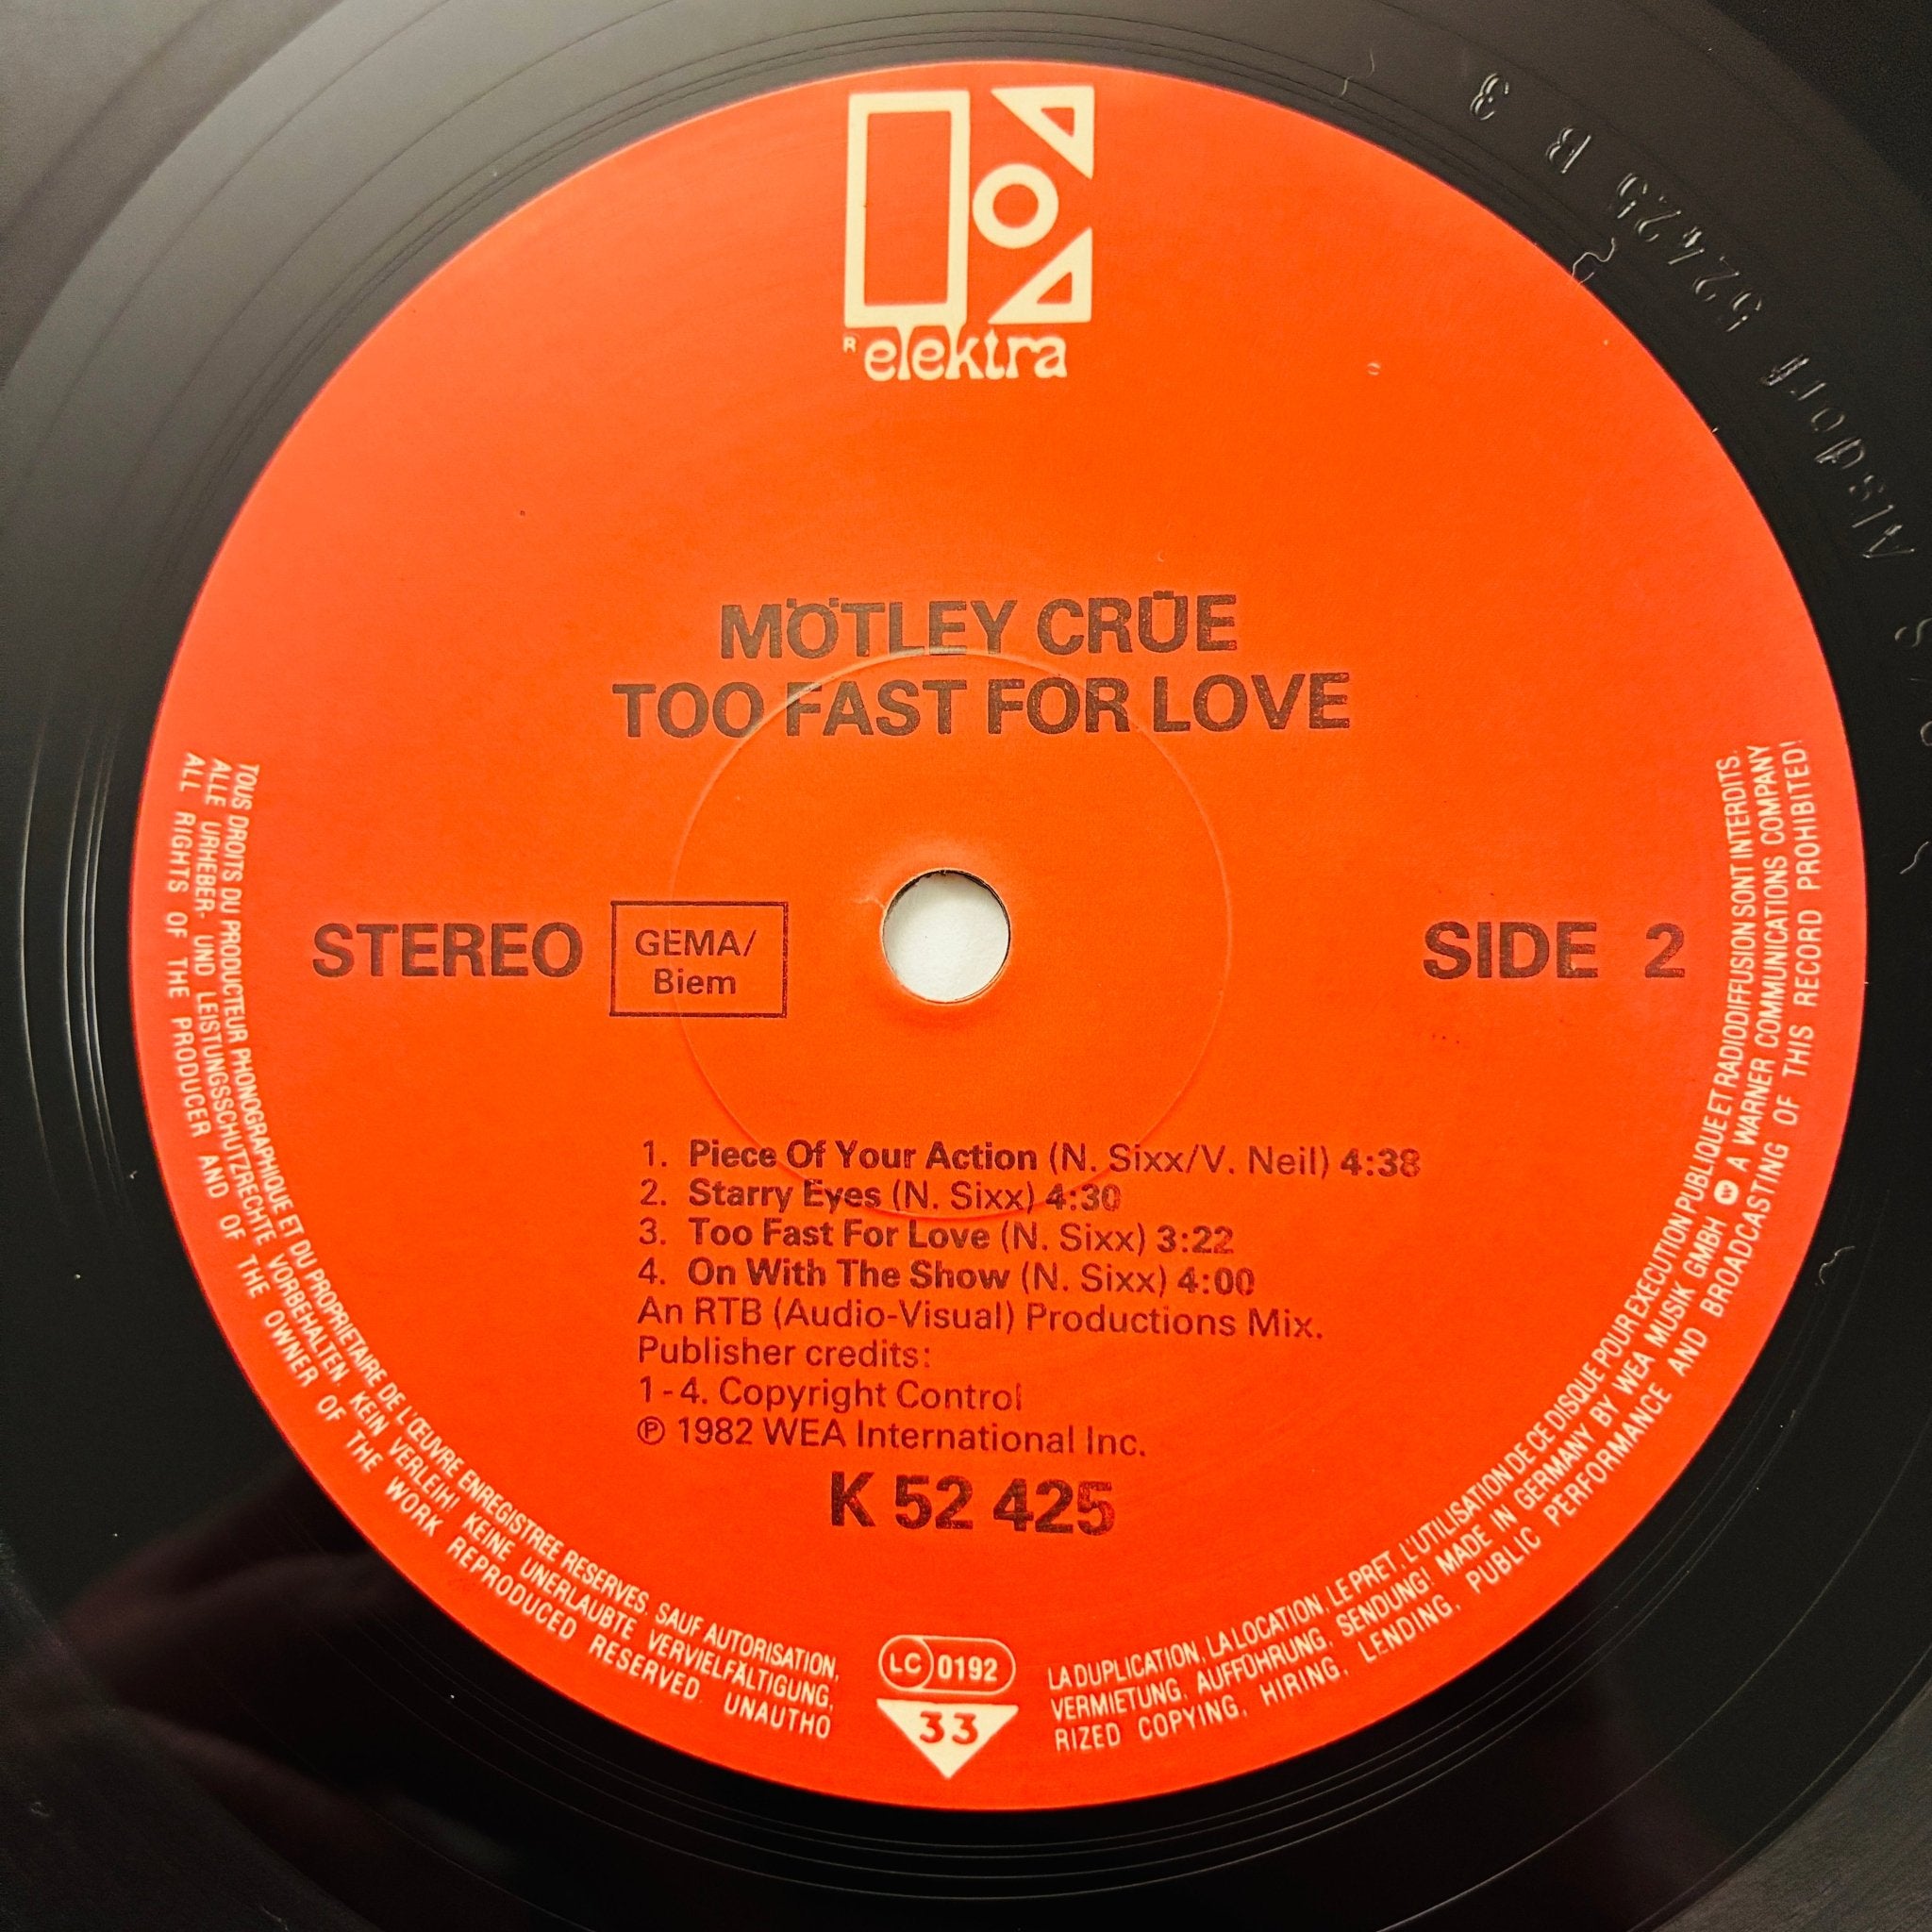 R elektra
MÖTLEY CRÜE
TOO FAST FOR LOVE
STEREO
GEMA/
Biem
SIDE 2
1. Piece Of Your Action (N. Sixx/V. Neil) 4:38
2. Starry Eyes (N. Sixx) 4:30
3. Too Fast For Love (N. Sixx) 3:22
4. On With The Show (N. Sixx) 4:00
An RTB (Audio-Visual) Productions Mix.
Publisher credits:
1-4. Copyright Control
℗ 1982 WEA International Inc.
K 52 425
LC 0192
33
TOUS DROITS DU PRODUCTEUR PHONOGRAPHIQUE ET DU PROPRIETAIRE DE L'ŒUVRE ENREGISTREE RESERVES. SAUF AUTORISATION, LA DUPLICATION, LA LOCATION, LE PRET, L'UTILISATION DE CE DISQUE POUR EXECUTION PUBLIQUE ET RADIODIFFUSION SONT INTERDITS.
ALLE URHEBER- UND LEISTUNGSSCHUTZRECHTE VORBEHALTEN. KEIN VERLEIH! KEINE UNERLAUBTE VERVIELFÄLTIGUNG, VERMIETUNG, AUFFÜHRUNG, SENDUNG! MADE IN GERMANY BY WEA MUSIK GMBH A WARNER COMMUNICATIONS COMPANY
ALL RIGHTS OF THE PRODUCER AND OF THE OWNER OF THE WORK REPRODUCED RESERVED. UNAUTHORIZED COPYING, HIRING, LENDING, PUBLIC PERFORMANCE AND BROADCASTING OF THIS RECORD PROHIBITED!
Alsdorf 52425 B 3